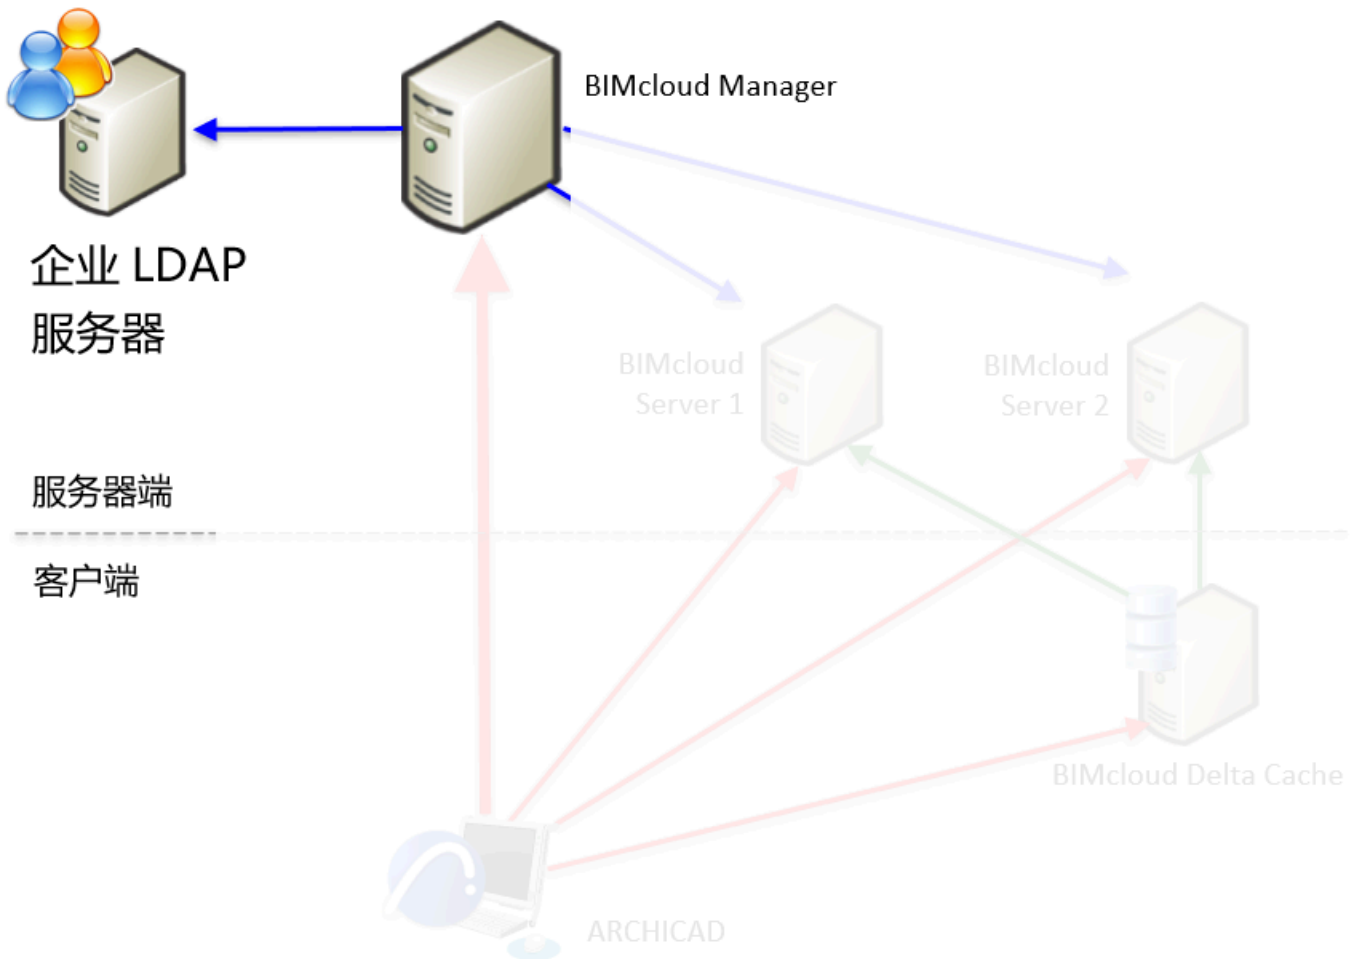 BIMcloud Manager
企业 LDAP
服务器
BIMcloud
Server 1
BIMcloud
Server 2
服务器端
客户端
BIMcloud Delta Cache
ARCHICAD